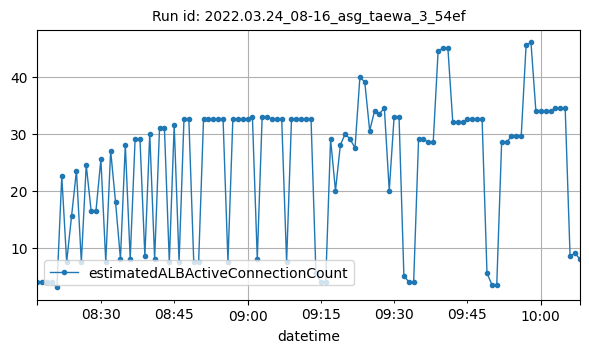 Run id: 2022.03.24_08-16_asg_taewa_3_54ef
40
30
20
10
estimatedALBActiveConnectionCount
08:30 08:45 09:00 09:15 09:30 09:45 10:00
datetime